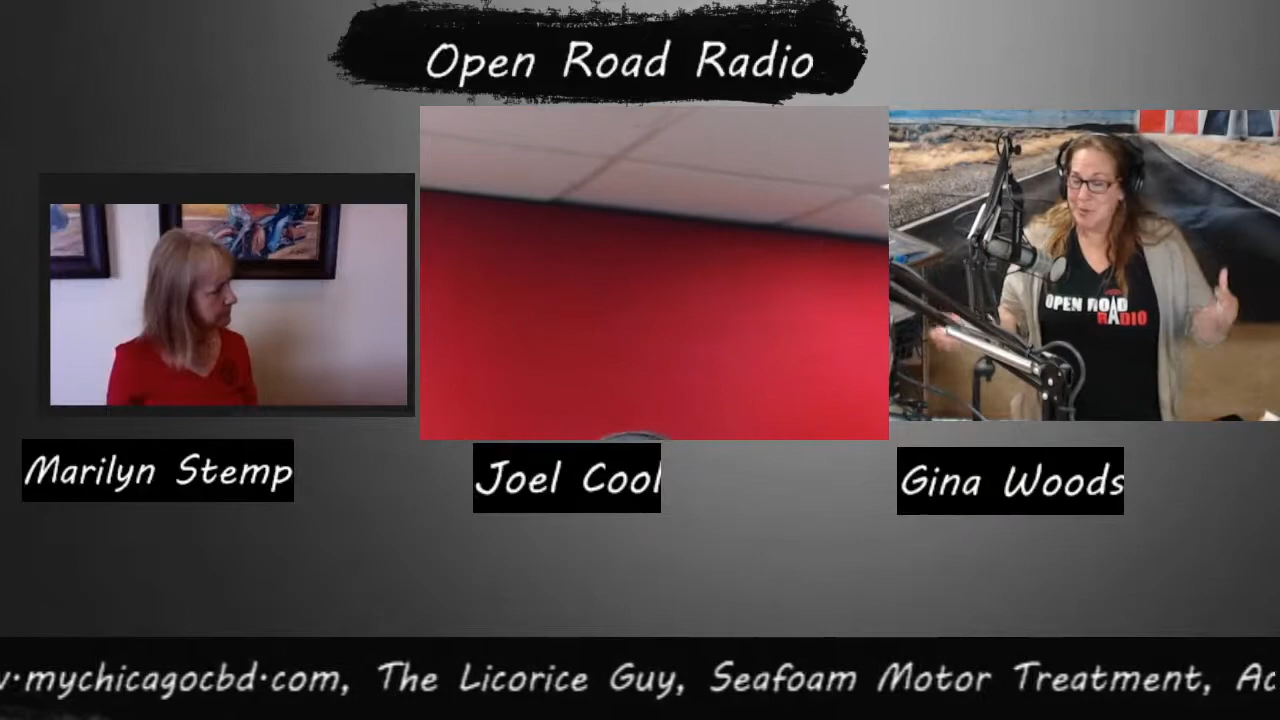 Open Road Radio
OPEN ROAD
RADIO
Marilyn Stemp
Joel Cool
Gina Woods
mychicagocbd.com, The Licorice Guy, Seafoam Motor Treatment,